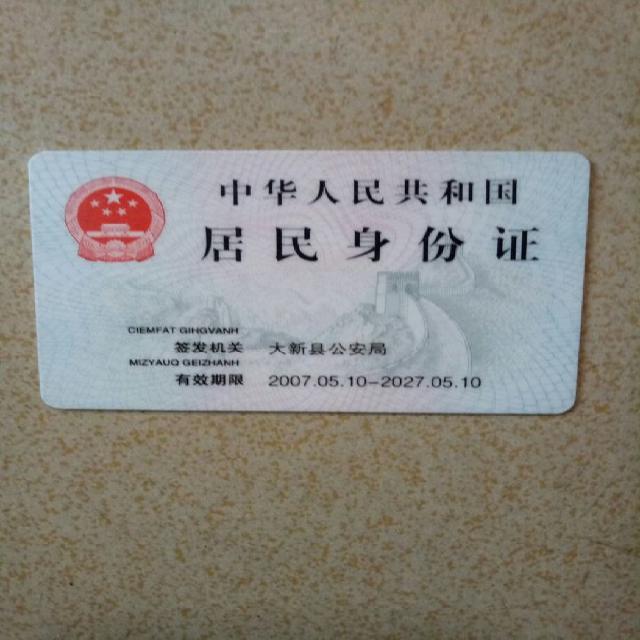 中华人民共和国
居民身份证
CIEMFAT GIHGVANH
签发机关 大新县公安局
MIZYAUQ GEIZHANH
有效期限 2007.05.10-2027.05.10